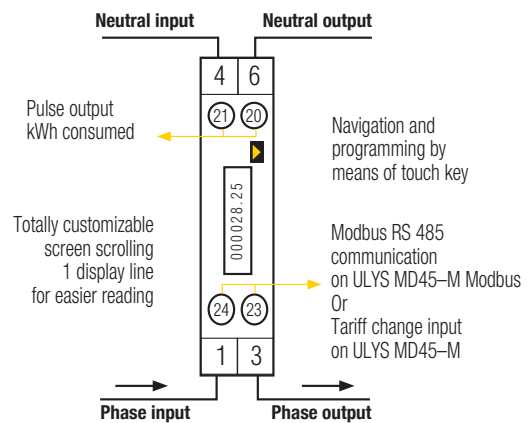 Neutral input
Neutral output
4
6
21
20
Pulse output
kWh consumed
Navigation and
programming by
means of touch key
000028.25
Totally customizable
screen scrolling
1 display line
for easier reading
Modbus RS 485
communication
on ULYS MD45–M Modbus
Or
Tariff change input
on ULYS MD45–M
24
23
1
3
Phase input
Phase output